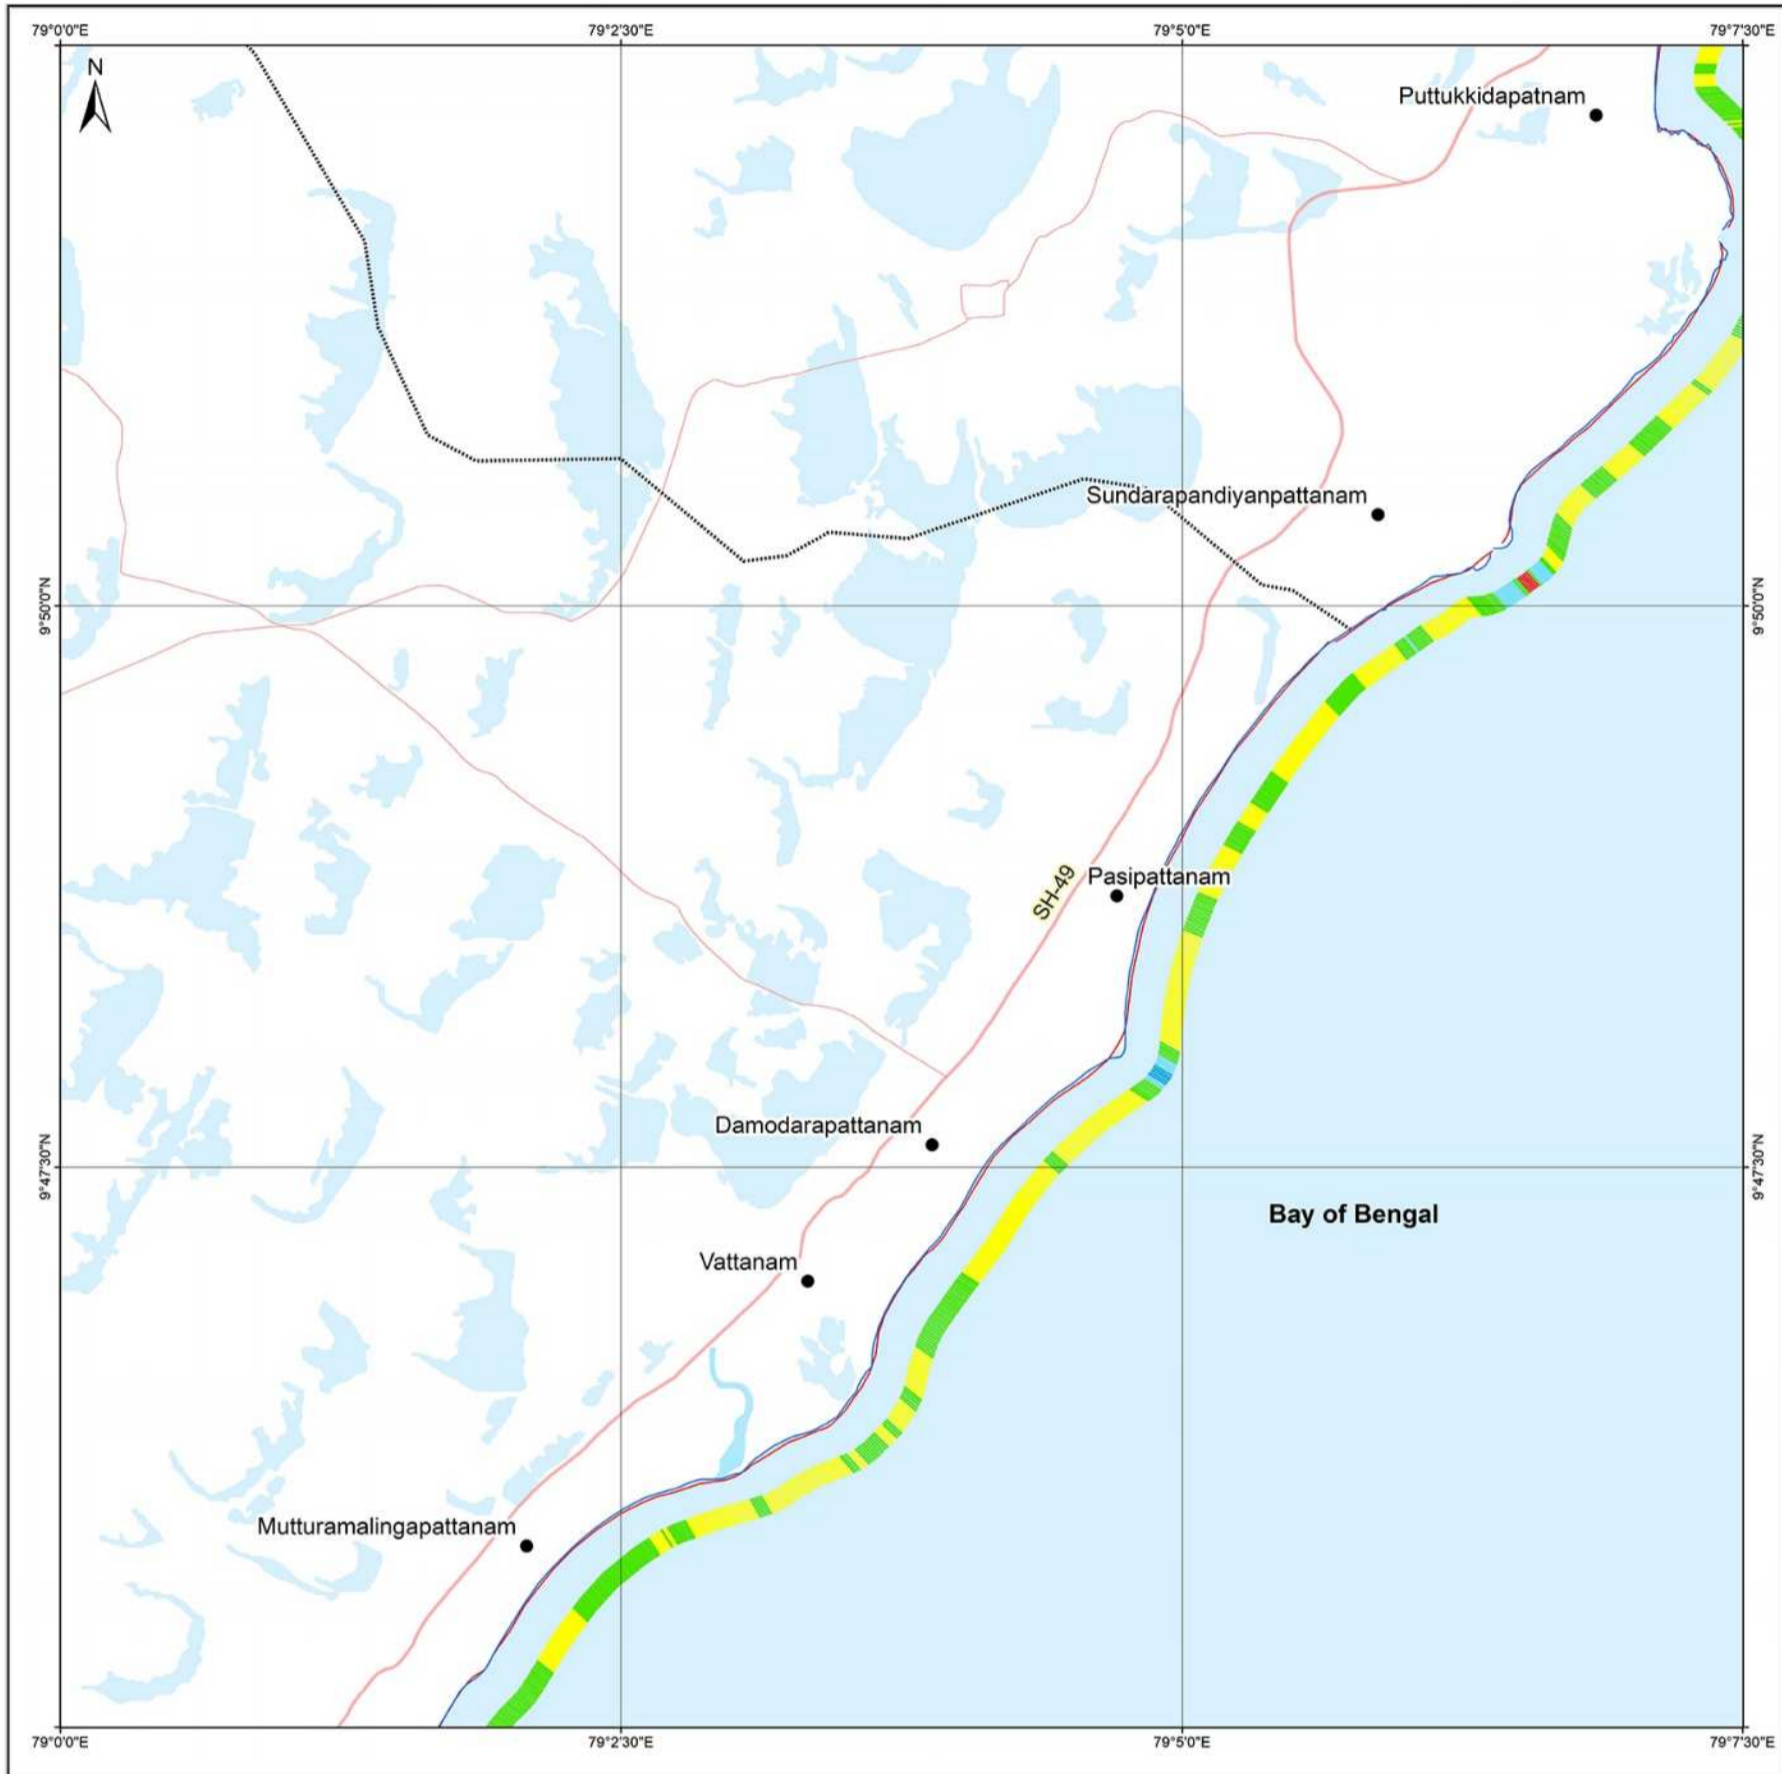 79°0'0"E 79°2'30"E 79°5'0"E 79°7'30"E
N
Puttukkidapatnam
Sundarapandiyanpattanam
9°50'0"N 9°50'0"N
SH-49
Pasipattanam
Damodarapattanam
9°47'30"N 9°47'30"N
Bay of Bengal
Vattanam
Mutturamalingapattanam
79°0'0"E 79°2'30"E 79°5'0"E 79°7'30"E